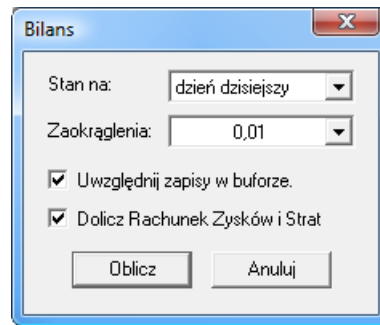 Bilans
Stan na: dzień dzisiejszy
Zaokrąglenia: 0,01
Uwzględnij zapisy w buforze.
Dolicz Rachunek Zysków i Strat
Oblicz Anuluj